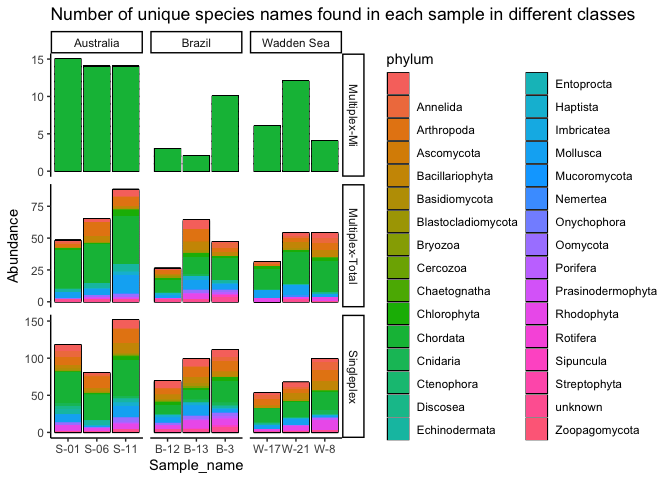 Number of unique species names found in each sample in different classes
Australia
Brazil
Wadden Sea
Abundance
15
10
5
0
Multiplex-Mi
75
50
25
0
Multiplex-Total
150
100
50
0
Singleplex
S-01 S-06 S-11
B-12 B-13 B-3
W-17 W-21 W-8
Sample_name
phylum
Annelida
Arthropoda
Ascomycota
Bacillariophyta
Basidiomycota
Blastocladiomycota
Bryozoa
Cercozoa
Chaetognatha
Chlorophyta
Chordata
Cnidaria
Ctenophora
Discosea
Echinodermata
Entoprocta
Haptista
Imbricatea
Mollusca
Mucoromycota
Nemertea
Onychophora
Oomycota
Porifera
Prasinodermophyta
Rhodophyta
Rotifera
Sipuncula
Streptophyta
unknown
Zoopagomycota